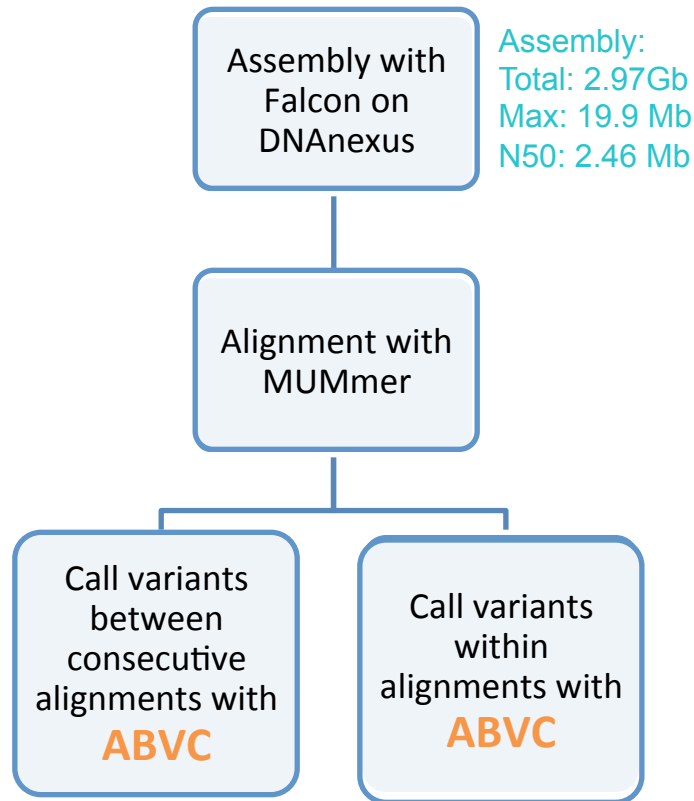 Assembly with
Falcon on
DNAnexus
Assembly:
Total: 2.97Gb
Max: 19.9 Mb
N50: 2.46 Mb
Alignment with
MUMmer
Call variants
between
consecutive
alignments with
ABVC
Call variants
within
alignments with
ABVC